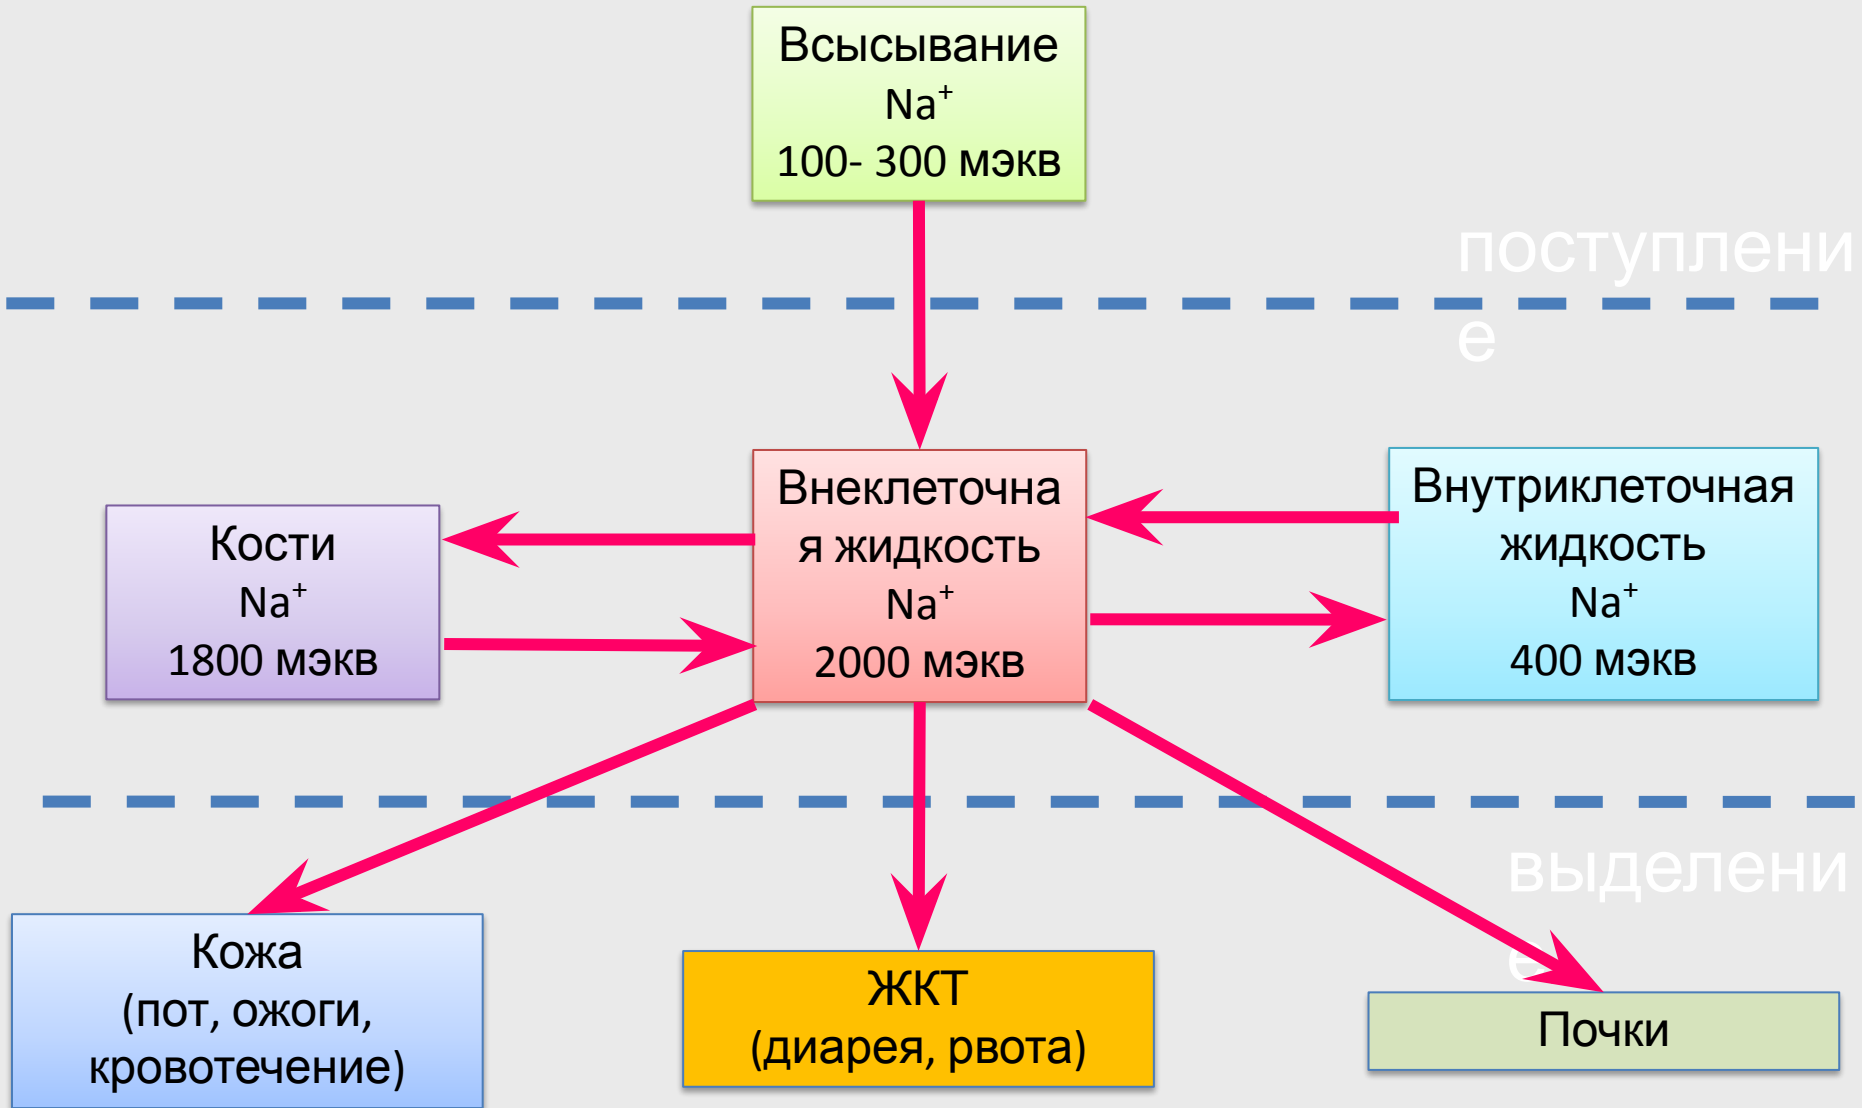 Всысывание
Na⁺
100- 300 мэкв
поступлени
е
Кости
Na⁺
1800 мэкв
Внеклеточна
я жидкость
Na⁺
2000 мэкв
Внутриклеточная
жидкость
Na⁺
400 мэкв
выделени
е
Кожа
(пот, ожоги,
кровотечение)
ЖКТ
(диарея, рвота)
Почки